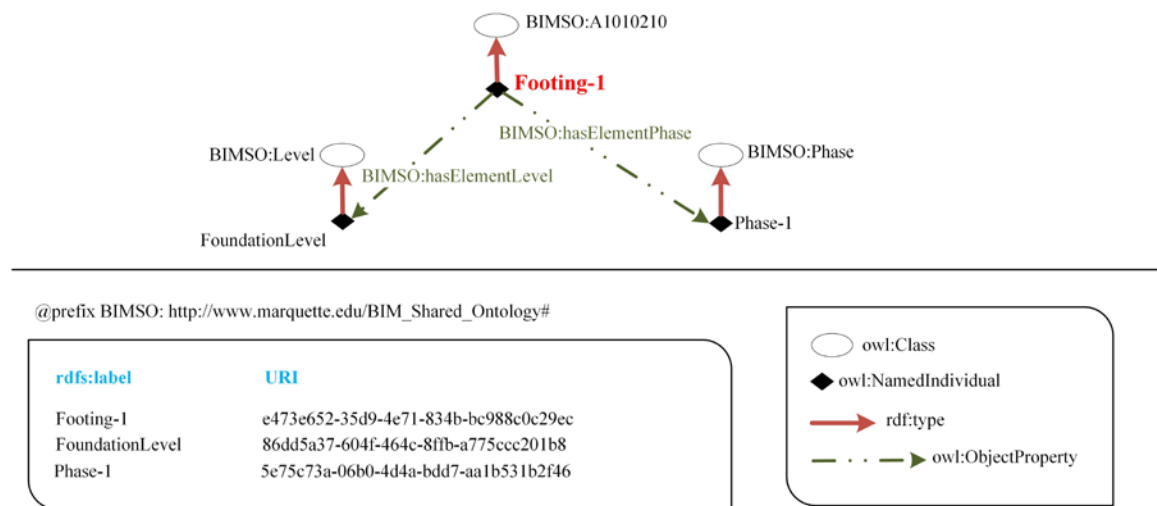 BIMSO:A1010210
Footing-1
BIMSO:hasElementPhase
BIMSO:Level
BIMSO:Phase
BIMSO:hasElementLevel
FoundationLevel
Phase-1
@prefix BIMSO: http://www.marquette.edu/BIM_Shared_Ontology#
rdfs:label URI
Footing-1 e473e652-35d9-4e71-834b-bc988c0c29ec
FoundationLevel 86dd5a37-604f-464c-8ffb-a775ccc201b8
Phase-1 5e75c73a-06b0-4d4a-bdd7-aa1b531b2f46
owl:Class
owl:NamedIndividual
rdf:type
owl:ObjectProperty